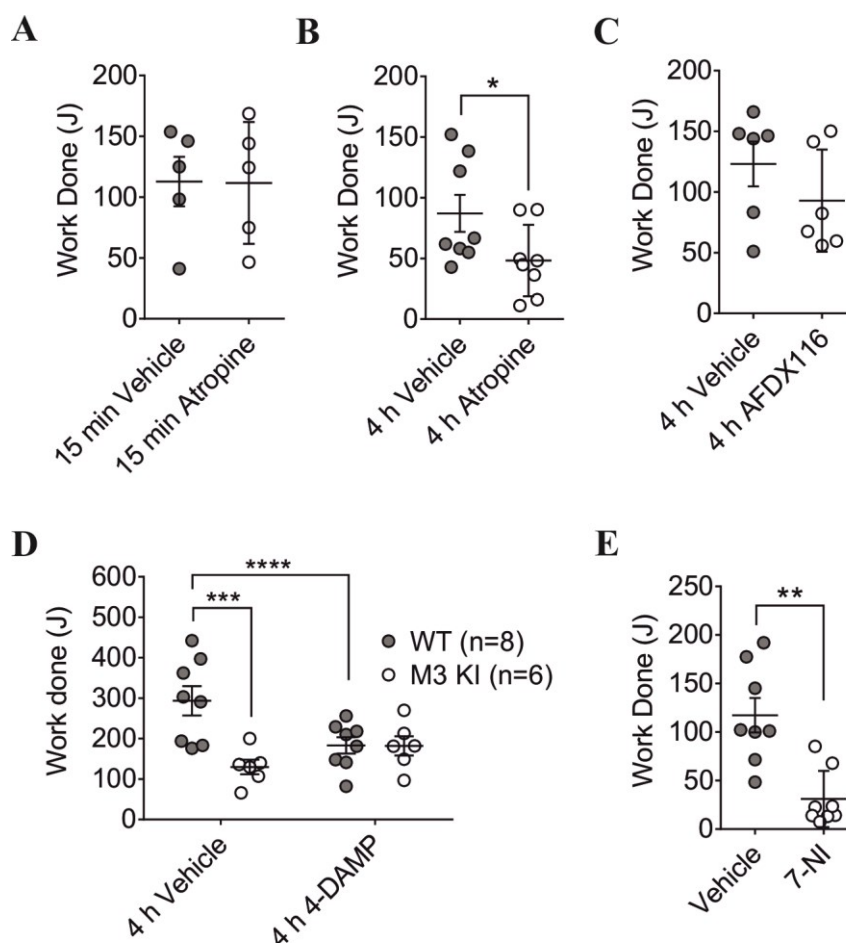 A
Work Done (J)
200
150
100
50
0
15 min Vehicle
15 min Atropine
B
Work Done (J)
200
150
100
50
0
*
4 h Vehicle
4 h Atropine
C
Work Done (J)
200
150
100
50
0
4 h Vehicle
4 h AFDX116
D
Work done (J)
600
500
400
300
200
100
0
****
***
WT (n=8)
M3 KI (n=6)
4 h Vehicle
4 h 4-DAMP
E
Work Done (J)
250
200
150
100
50
0
**
Vehicle
7-NI